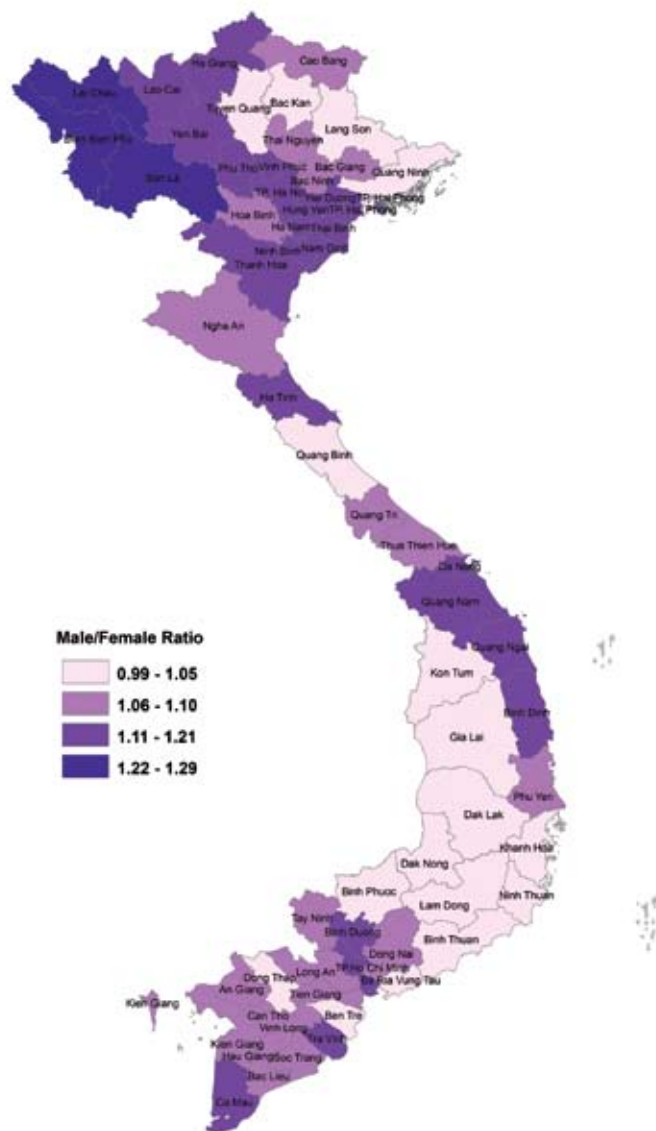 Ha Giang
Cao Bang
Lai Chau
Lao Cai
Tuyen Quang
Bac Kan
Lang Son
Dien Bien Phu
Yen Bai
Thai Nguyen
Phu Tho
Vinh Phuc
Bac Giang
Quang Ninh
Son La
Bac Ninh
TP. Ha Noi
Hai Duong
TP. Hai Phong
Hoa Binh
Hung Yen
TP. Hai Phong
Ha Nam
Thai Binh
Ninh Binh
Nam Dinh
Thanh Hoa
Nghe An
Ha Tinh
Quang Binh
Quang Tri
Thua Thien Hue
Da Nang
Quang Nam
Male/Female Ratio
0.99 - 1.05
1.06 - 1.10
1.11 - 1.21
1.22 - 1.29
Quang Ngai
Kon Tum
Binh Dinh
Gia Lai
Phu Yen
Dak Lak
Khanh Hoa
Dak Nong
Binh Phuoc
Lam Dong
Ninh Thuan
Tay Ninh
Binh Duong
Binh Thuan
Dong Nai
TP. Ho Chi Minh
Ba Ria Vung Tau
Dong Thap
Long An
An Giang
Tien Giang
Kien Giang
Can Tho
Ben Tre
Vinh Long
Tra Vinh
Kien Giang
Hau Giang
Soc Trang
Bac Lieu
Ca Mau